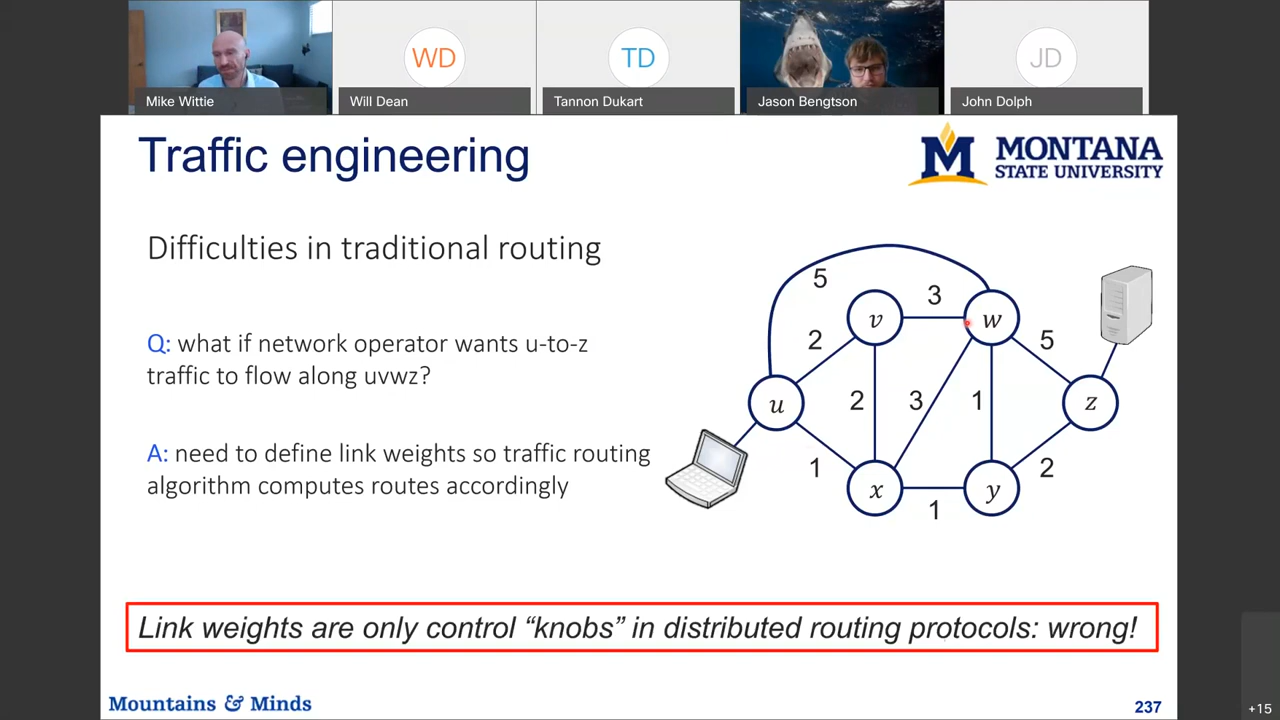 WD
TD
JD
Mike Wittie
Will Dean
Tannon Dukart
Jason Bengtson
John Dolph
Traffic engineering
M MONTANA
STATE UNIVERSITY
Difficulties in traditional routing
Q: what if network operator wants u-to-z
traffic to flow along uvwz?
A: need to define link weights so traffic routing
algorithm computes routes accordingly
5
3
v
w
2
5
u
2
3
1
z
1
2
x
y
1
Link weights are only control “knobs” in distributed routing protocols: wrong!
Mountains & Minds
237
+15